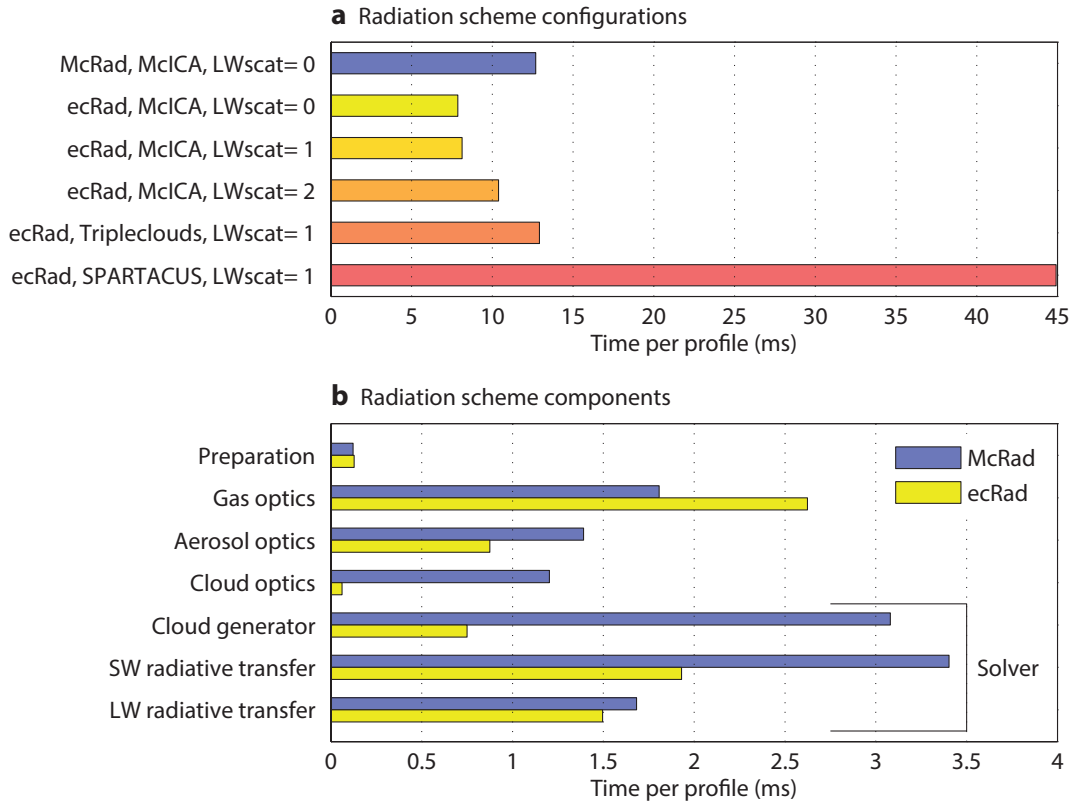 a Radiation scheme configurations
McRad, McICA, LWscat= 0
ecRad, McICA, LWscat= 0
ecRad, McICA, LWscat= 1
ecRad, McICA, LWscat= 2
ecRad, Tripleclouds, LWscat= 1
ecRad, SPARTACUS, LWscat= 1
0 5 10 15 20 25 30 35 40 45
Time per profile (ms)
b Radiation scheme components
Preparation
Gas optics
Aerosol optics
Cloud optics
Cloud generator
SW radiative transfer
LW radiative transfer
McRad
ecRad
Solver
0 0.5 1 1.5 2 2.5 3 3.5 4
Time per profile (ms)